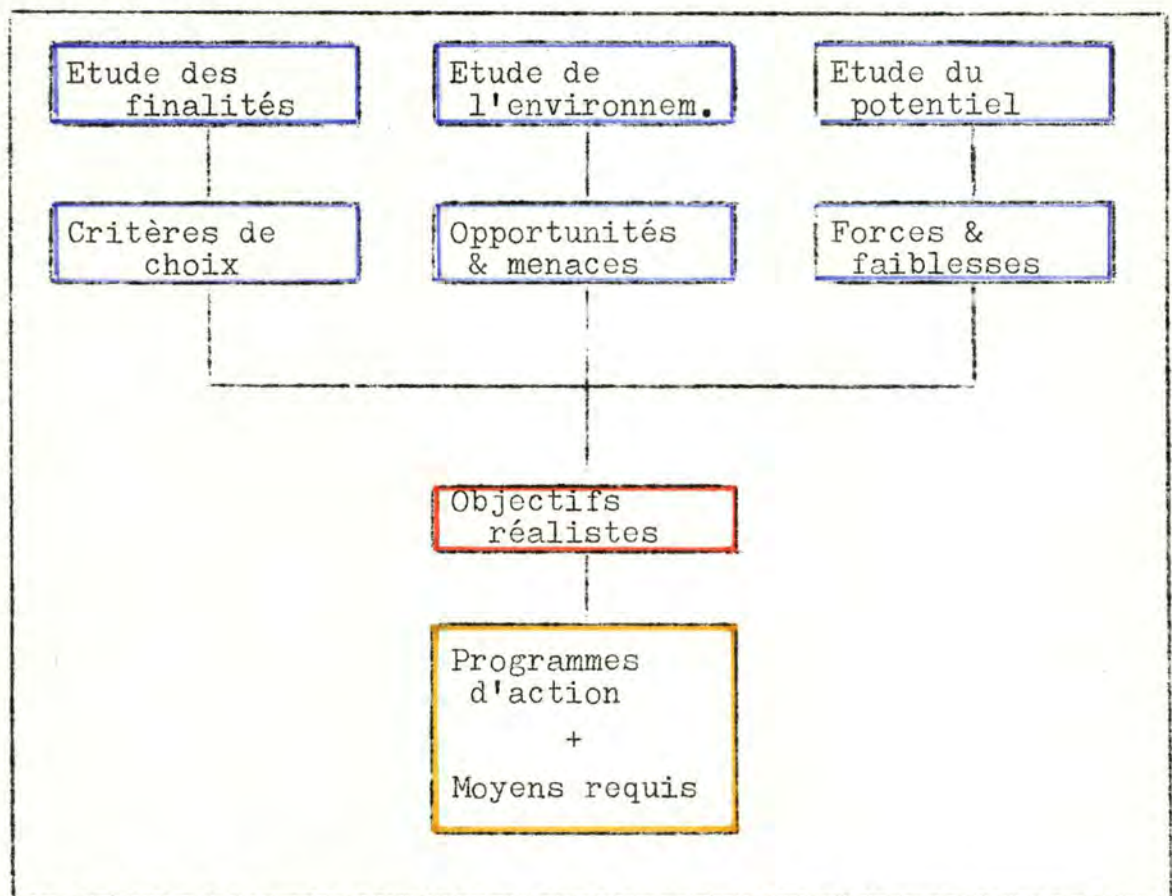 Etude des
finalités
Etude de
l'environnem.
Etude du
potentiel
Critères de
choix
Opportunités
& menaces
Forces &
faiblesses
Objectifs
réalistes
Programmes
d'action
+
Moyens requis